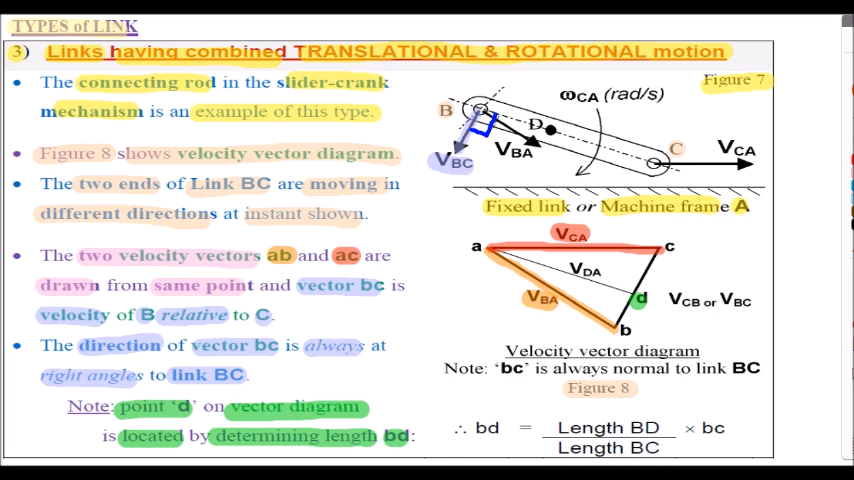 TYPES of LINK
3) Links having combined TRANSLATIONAL & ROTATIONAL motion
• The connecting rod in the slider-crank
mechanism is an example of this type.
• Figure 8 shows velocity vector diagram.
• The two ends of Link BC are moving in
different directions at instant shown.
• The two velocity vectors ab and ac are
drawn from same point and vector bc is
velocity of B relative to C.
• The direction of vector bc is always at
right angles to link BC.
Note: point ‘d’ on vector diagram
is located by determining length bd:
Figure 7
ωCA (rad/s)
B
D
C
VCA
VBA
VBC
Fixed link or Machine frame A
VCA
a
c
VDA
VBA
d
VCB or VBC
b
Velocity vector diagram
Note: ‘bc’ is always normal to link BC
Figure 8
∴ bd = Length BD / Length BC × bc